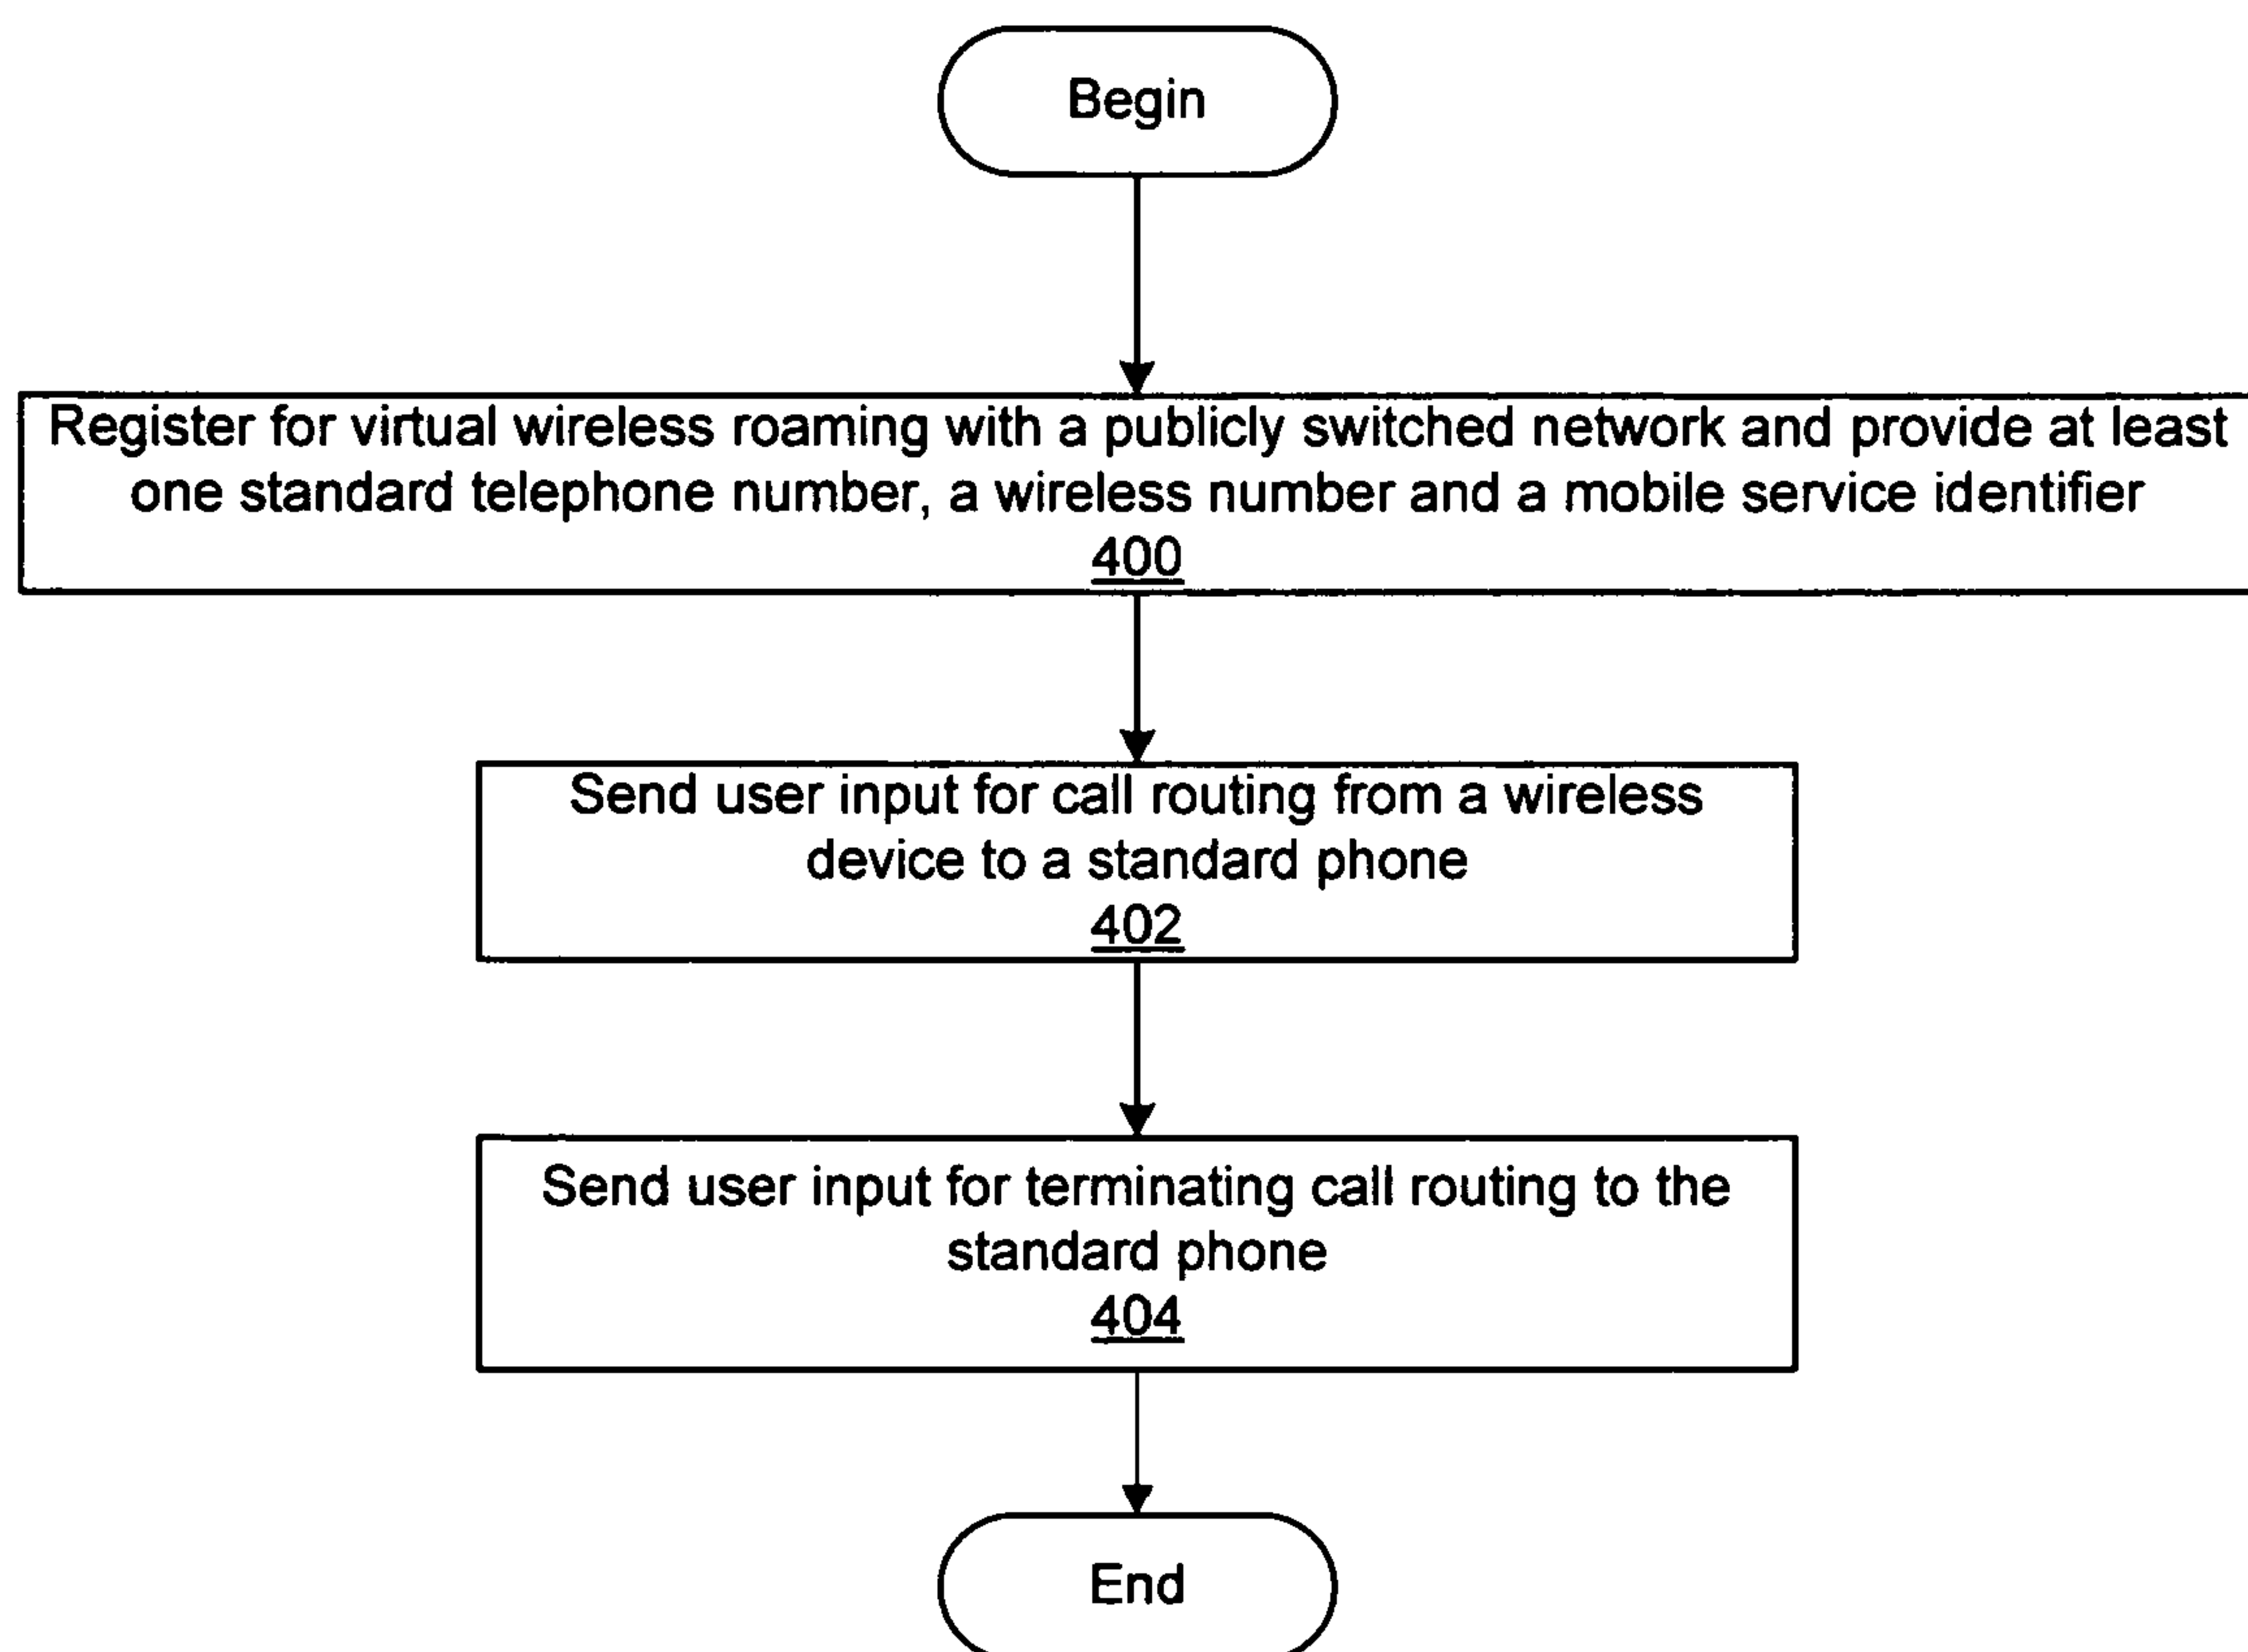 Begin
Register for virtual wireless roaming with a publicly switched network and provide at least
one standard telephone number, a wireless number and a mobile service identifier
400
Send user input for call routing from a wireless
device to a standard phone
402
Send user input for terminating call routing to the
standard phone
404
End